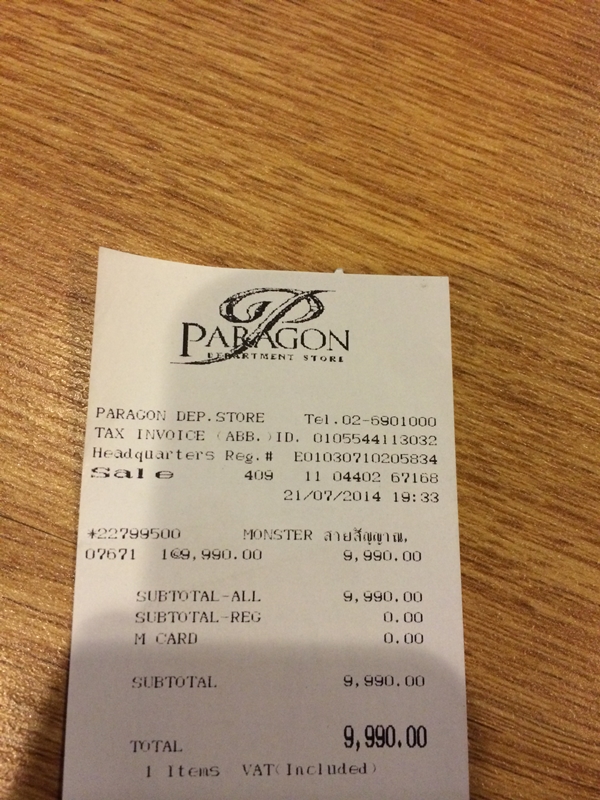 PARAGON
DEPARTMENT STORE
PARAGON DEP.STORE Tel.02-6901000
TAX INVOICE (ABB.)ID. 0105544113032
Headquarters Reg.# E01030710205834
Sale 409 11 04402 67168
21/07/2014 19:33
*22799500 MONSTER สายสัญญาณ,
07671 1@9,990.00 9,990.00
SUBTOTAL-ALL 9,990.00
SUBTOTAL-REG 0.00
M CARD 0.00
SUBTOTAL 9,990.00
TOTAL 9,990.00
1 Items VAT(Included)